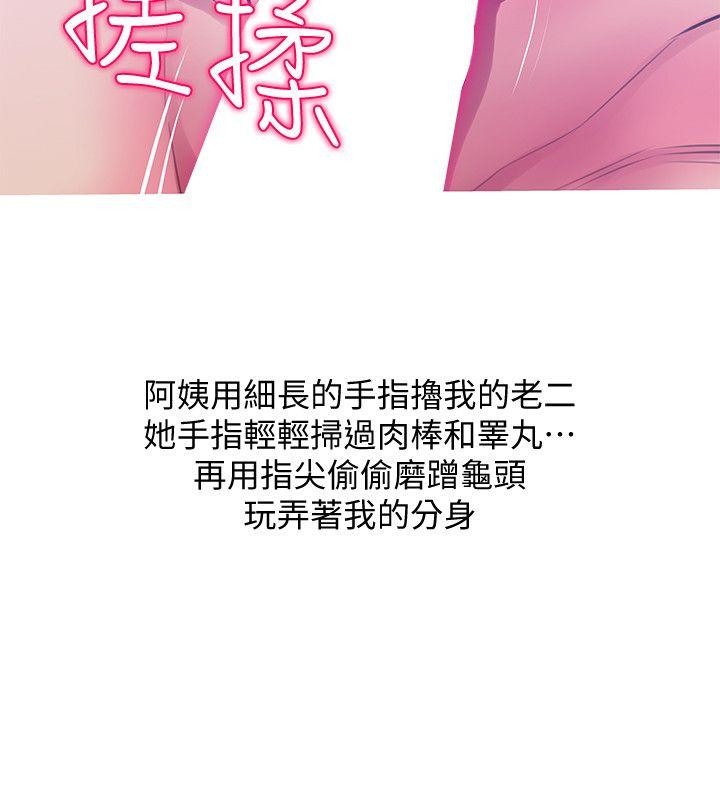 搓揉
阿姨用細長的手指擼我的老二
她手指輕輕掃過肉棒和睪丸⋯
再用指尖偷偷磨蹭龜頭
玩弄著我的分身